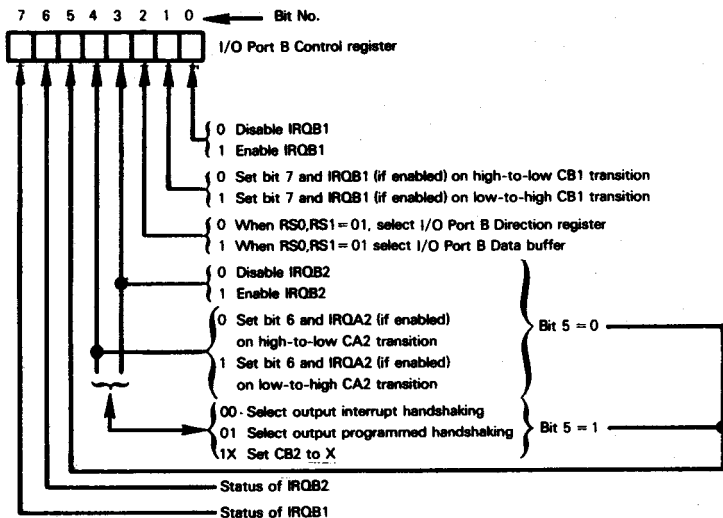 7 6 5 4 3 2 1 0 Bit No.
I/O Port B Control register
0 Disable IRQB1
1 Enable IRQB1
0 Set bit 7 and IRQB1 (if enabled) on high-to-low CB1 transition
1 Set bit 7 and IRQB1 (if enabled) on low-to-high CB1 transition
0 When RS0,RS1=01, select I/O Port B Direction register
1 When RS0,RS1=01 select I/O Port B Data buffer
0 Disable IRQB2
1 Enable IRQB2
0 Set bit 6 and IRQA2 (if enabled)
on high-to-low CA2 transition
1 Set bit 6 and IRQA2 (if enabled)
on low-to-high CA2 transition
Bit 5 = 0
00 - Select output interrupt handshaking
01 Select output programmed handshaking
1X Set CB2 to X
Bit 5 = 1
Status of IRQB2
Status of IRQB1